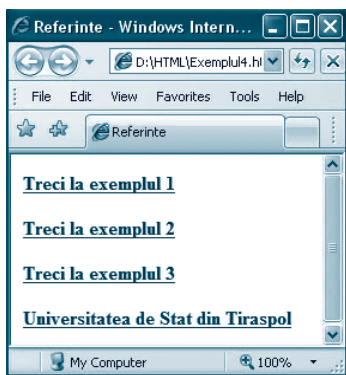 Referinte - Windows Intern...
D:\HTML\Exemplul4.ht
File Edit View Favorites Tools Help
Referinte
Treci la exemplul 1
Treci la exemplul 2
Treci la exemplul 3
Universitatea de Stat din Tiraspol
My Computer 100%